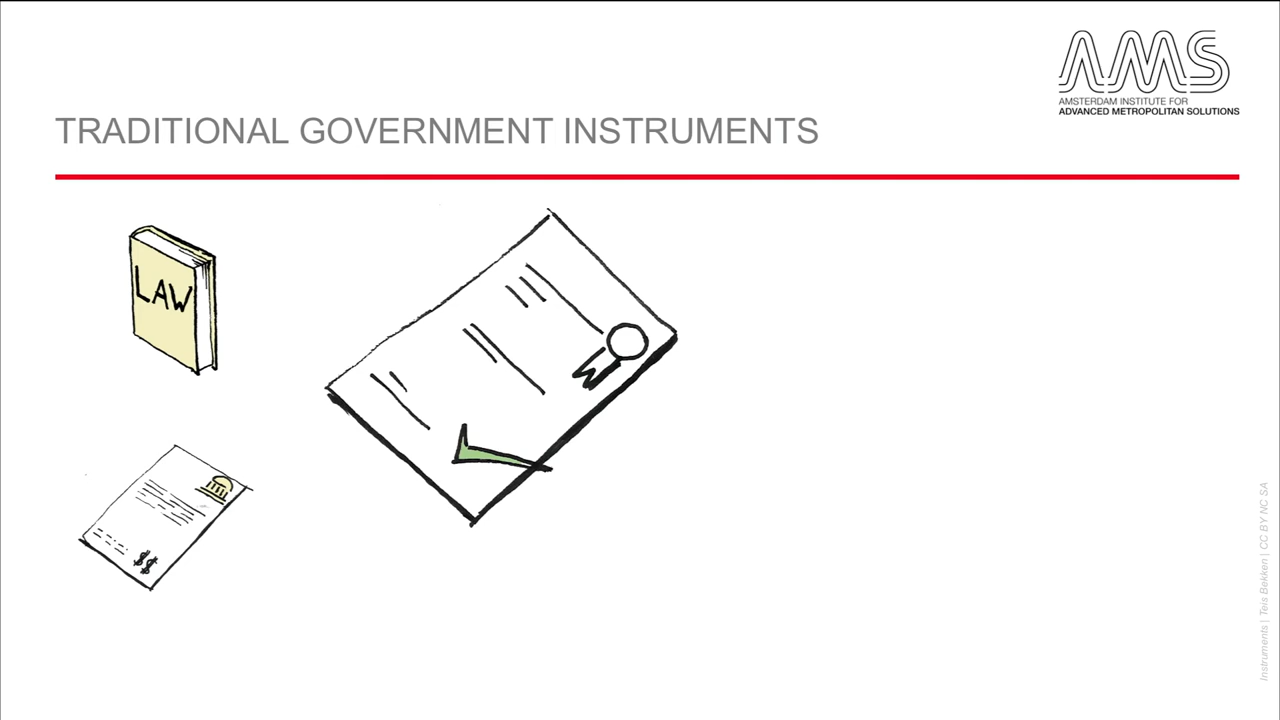 AMS
AMSTERDAM INSTITUTE FOR
ADVANCED METROPOLITAN SOLUTIONS
TRADITIONAL GOVERNMENT INSTRUMENTS
LAW
$$
Instruments | Teis Bekken | CC BY NC SA